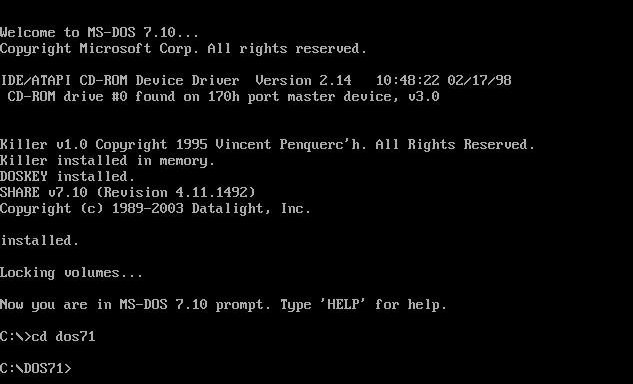 Welcome to MS-DOS 7.10...
Copyright Microsoft Corp. All rights reserved.
IDE/ATAPI CD-ROM Device Driver  Version 2.14   10:48:22 02/17/98
 CD-ROM drive #0 found on 170h port master device, v3.0
Killer v1.0 Copyright 1995 Vincent Penquerc'h. All Rights Reserved.
Killer installed in memory.
DOSKEY installed.
SHARE v7.10 (Revision 4.11.1492)
Copyright (c) 1989-2003 Datalight, Inc.
installed.
Locking volumes...
Now you are in MS-DOS 7.10 prompt. Type 'HELP' for help.
C:\>cd dos71
C:\DOS71>